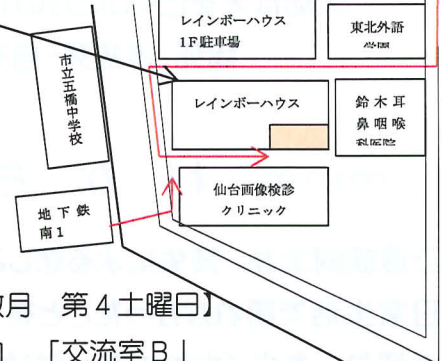 レインボーハウス
1F駐車場
東北外語
学園
市立五橋中学校
レインボーハウス
鈴木耳
鼻咽喉
科医院
仙台画像検診
クリニック
地下鉄
南1
数月 第4土曜日】
「交流室B」